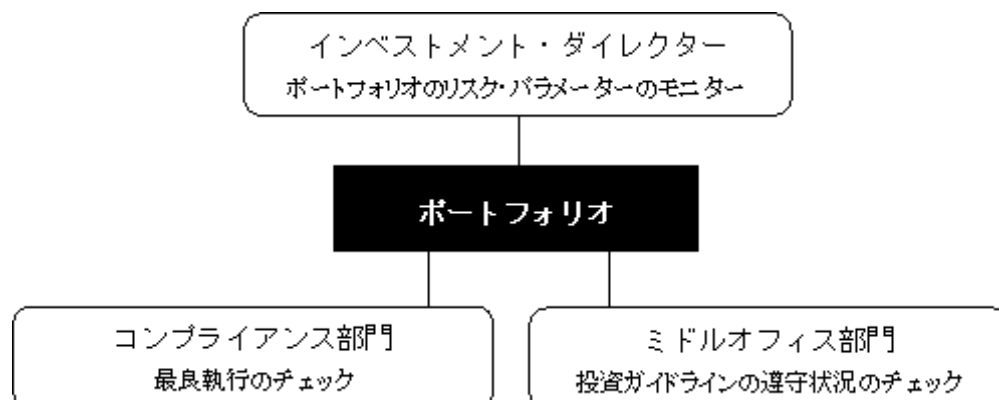 インベストメント・ダイレクター
ポートフォリオのリスク・パラメーターのモニター
ポートフォリオ
コンプライアンス部門
最良執行のチェック
ミドルオフィス部門
投資ガイドラインの遵守状況のチェック